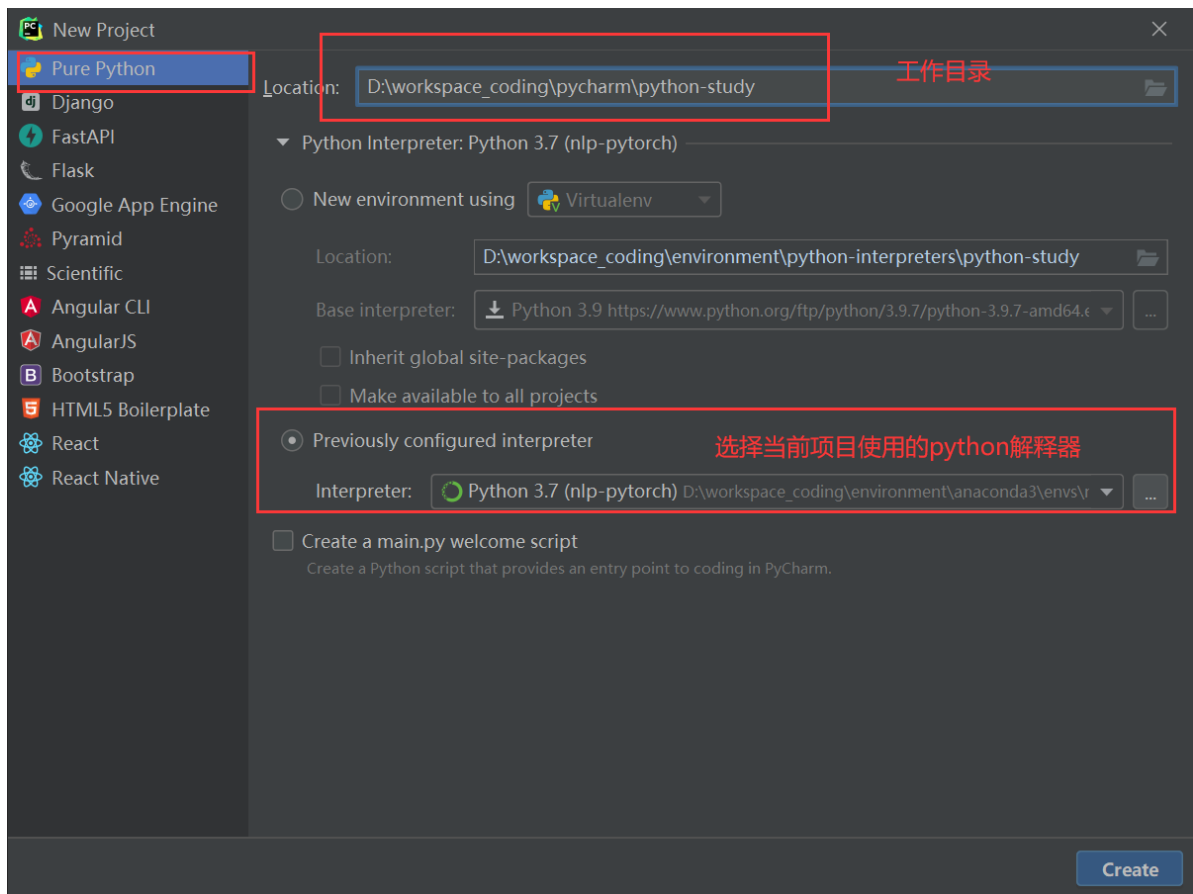 New Project
Pure Python
Django
FastAPI
Flask
Google App Engine
Pyramid
Scientific
Angular CLI
AngularJS
Bootstrap
HTML5 Boilerplate
React
React Native
Location: D:\workspace_coding\pycharm\python-study
工作目录
Python Interpreter: Python 3.7 (nlp-pytorch)
New environment using Virtualenv
Location: D:\workspace_coding\environment\python-interpreters\python-study
Base interpreter: Python 3.9 https://www.python.org/ftp/python/3.9.7/python-3.9.7-amd64.e ...
Inherit global site-packages
Make available to all projects
Previously configured interpreter
选择当前项目使用的python解释器
Interpreter: Python 3.7 (nlp-pytorch) D:\workspace_coding\environment\anaconda3\envs\r ...
Create a main.py welcome script
Create a Python script that provides an entry point to coding in PyCharm.
Create